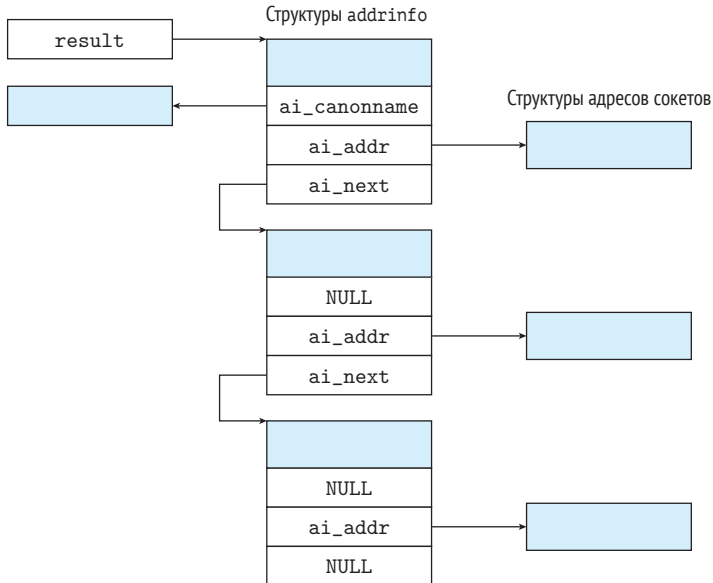 Структуры addrinfo
result
ai_canonname
Структуры адресов сокетов
ai_addr
ai_next
NULL
ai_addr
ai_next
NULL
ai_addr
NULL